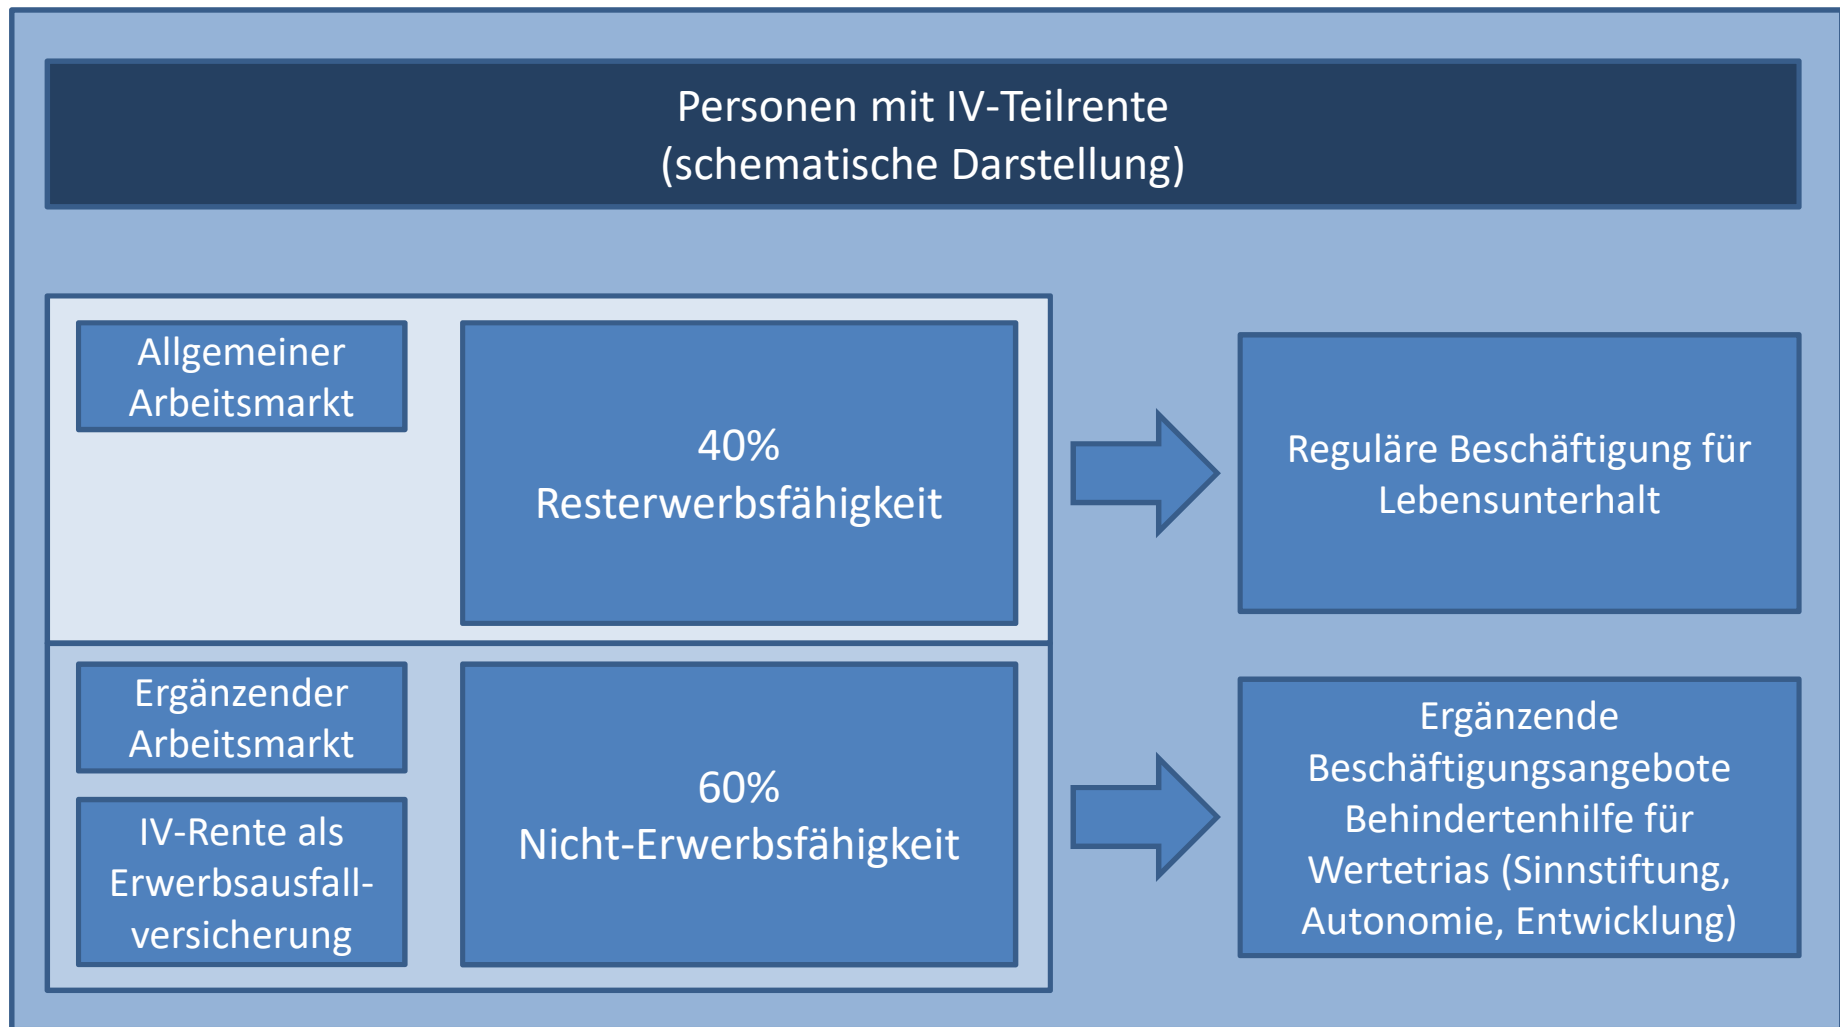 Personen mit IV-Teilrente
(schematische Darstellung)
Allgemeiner
Arbeitsmarkt
40%
Resterwerbsfähigkeit
Reguläre Beschäftigung für
Lebensunterhalt
Ergänzender
Arbeitsmarkt
IV-Rente als
Erwerbsausfall-
versicherung
60%
Nicht-Erwerbsfähigkeit
Ergänzende
Beschäftigungsangebote
Behindertenhilfe für
Wertetrias (Sinnstiftung,
Autonomie, Entwicklung)